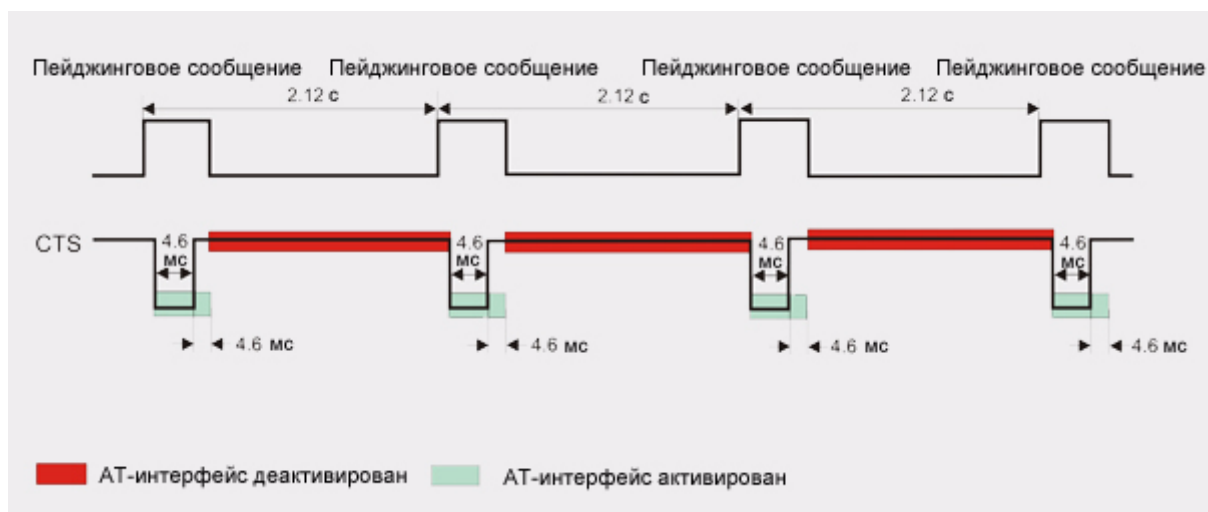 Пейджинговое сообщение Пейджинговое сообщение Пейджинговое сообщение Пейджинговое сообщение
2.12 с 2.12 с 2.12 с
CTS
4.6 4.6 4.6 4.6
мс мс мс мс
4.6 мс 4.6 мс 4.6 мс 4.6 мс
АТ-интерфейс деактивирован АТ-интерфейс активирован